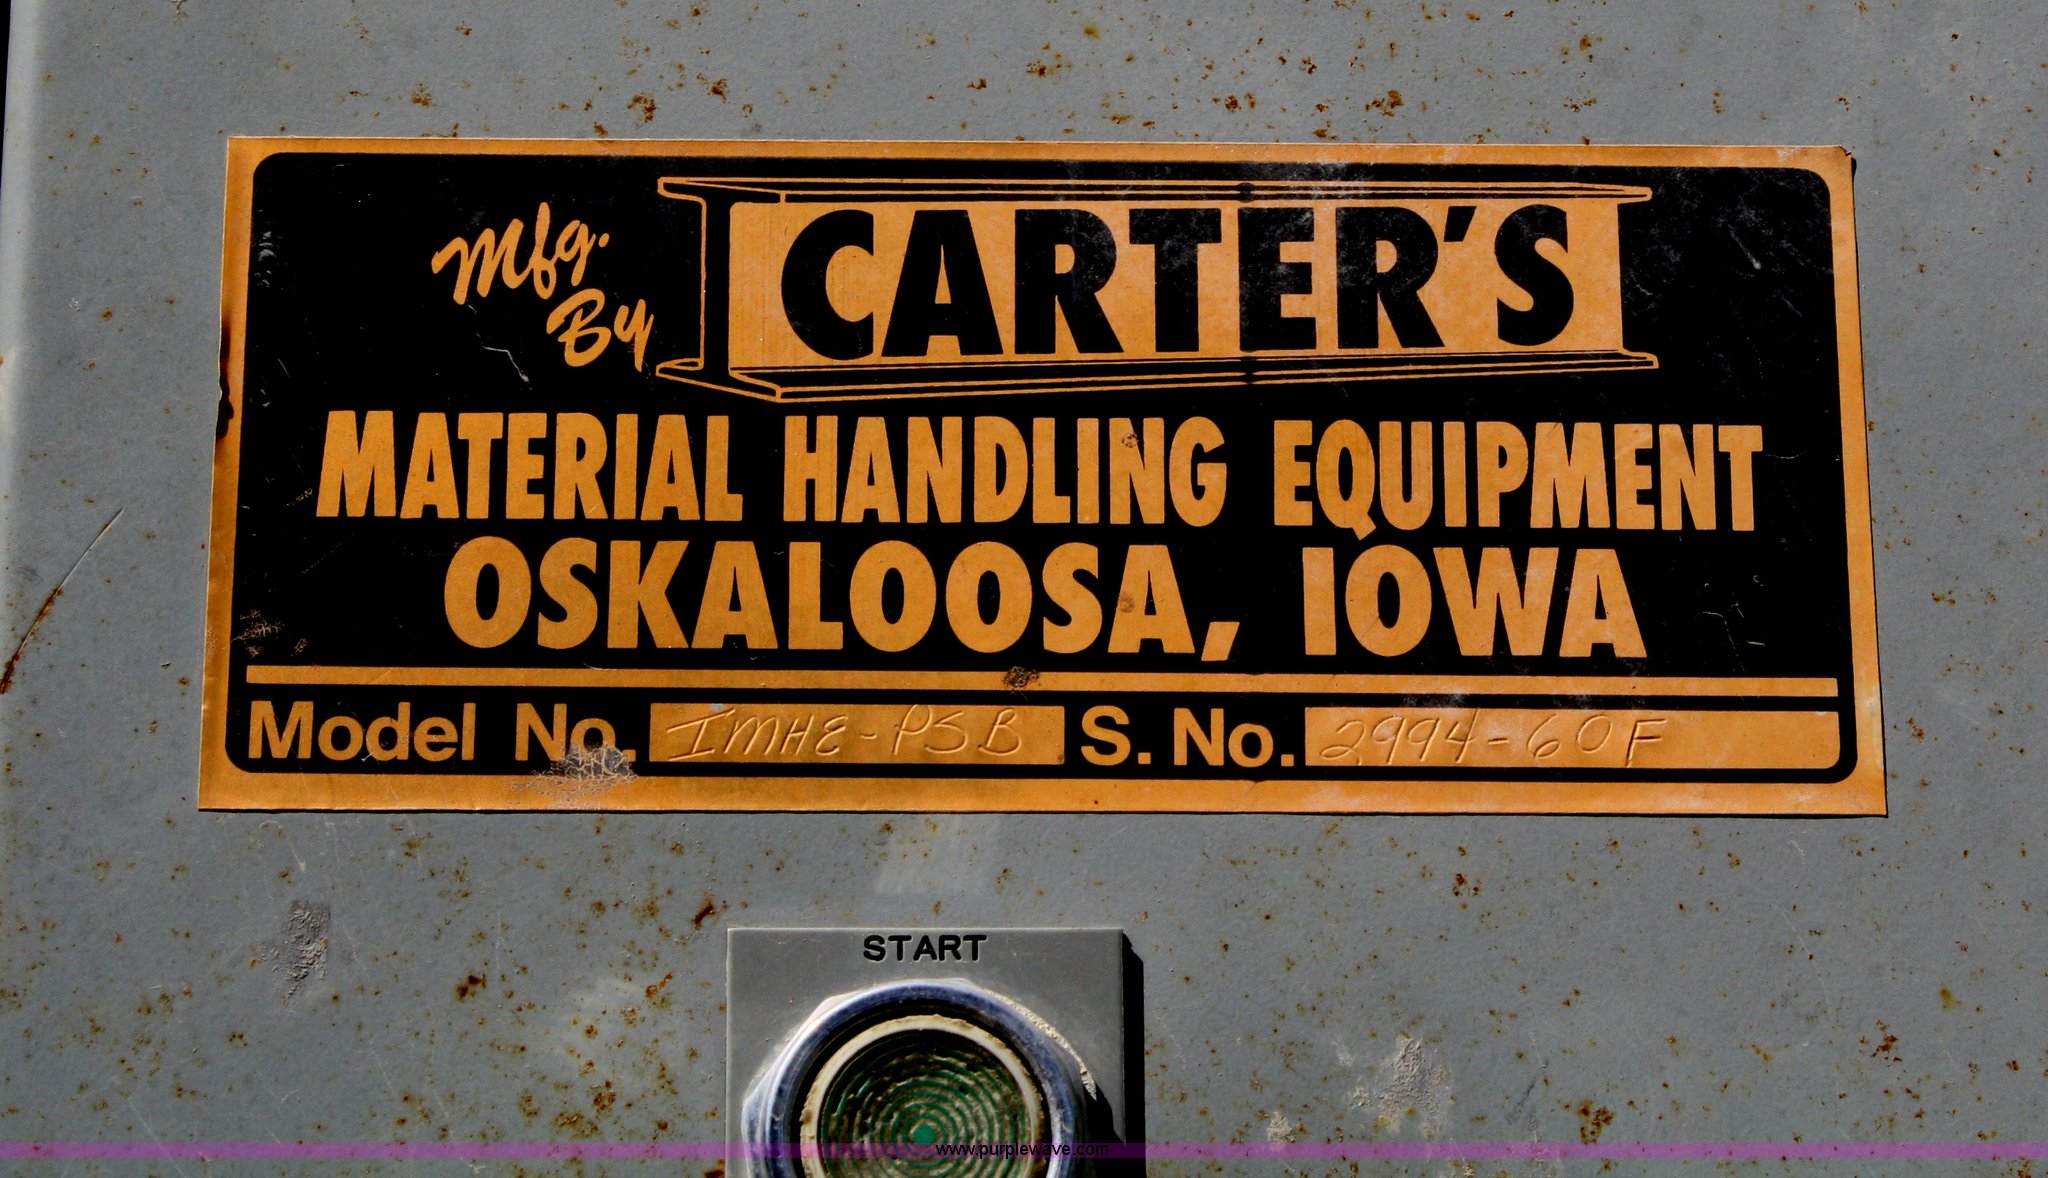 Mfg. By
CARTER'S
MATERIAL HANDLING EQUIPMENT
OSKALOOSA, IOWA
Model No. IMHE-PSB S. No. 2994-60F
START
www.purplewave.com